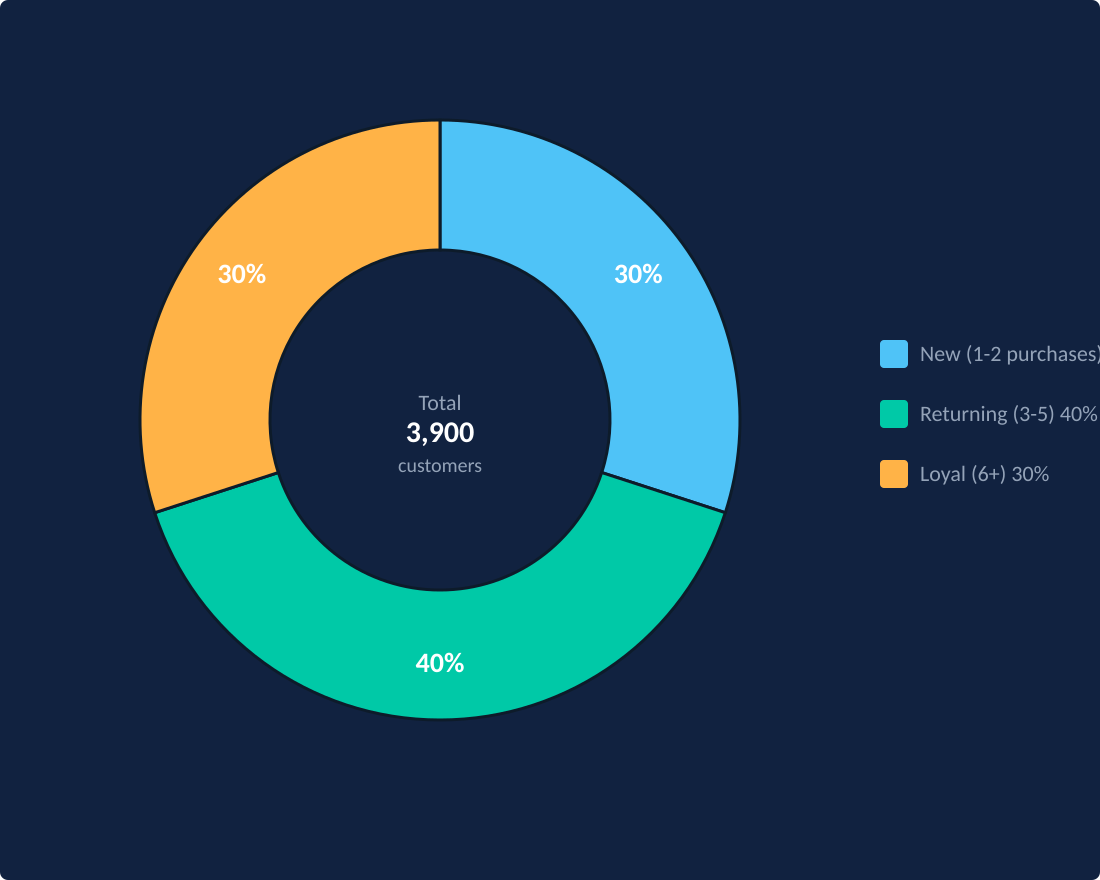 30%
30%
Total
3,900
customers
40%
New (1-2 purchases)
Returning (3-5) 40%
Loyal (6+) 30%